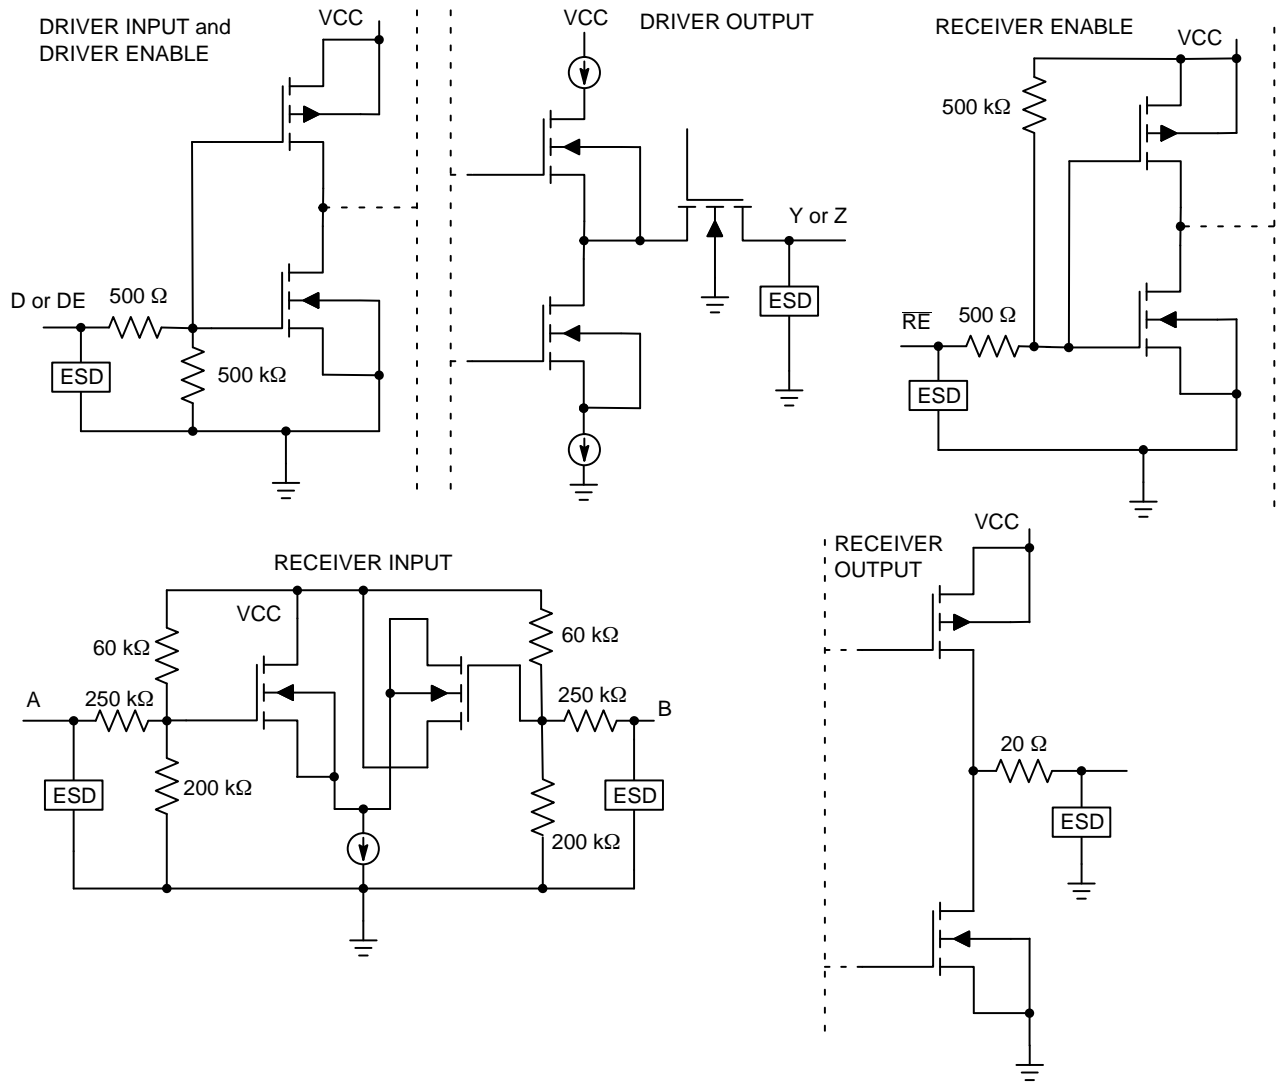 DRIVER INPUT and
DRIVER ENABLE
VCC
D or DE
500 Ω
500 kΩ
ESD
VCC
DRIVER OUTPUT
Y or Z
ESD
RECEIVER ENABLE
VCC
500 kΩ
R̅E̅
500 Ω
ESD
RECEIVER INPUT
VCC
60 kΩ
60 kΩ
A
250 kΩ
250 kΩ
B
ESD
200 kΩ
ESD
200 kΩ
VCC
RECEIVER
OUTPUT
20 Ω
ESD